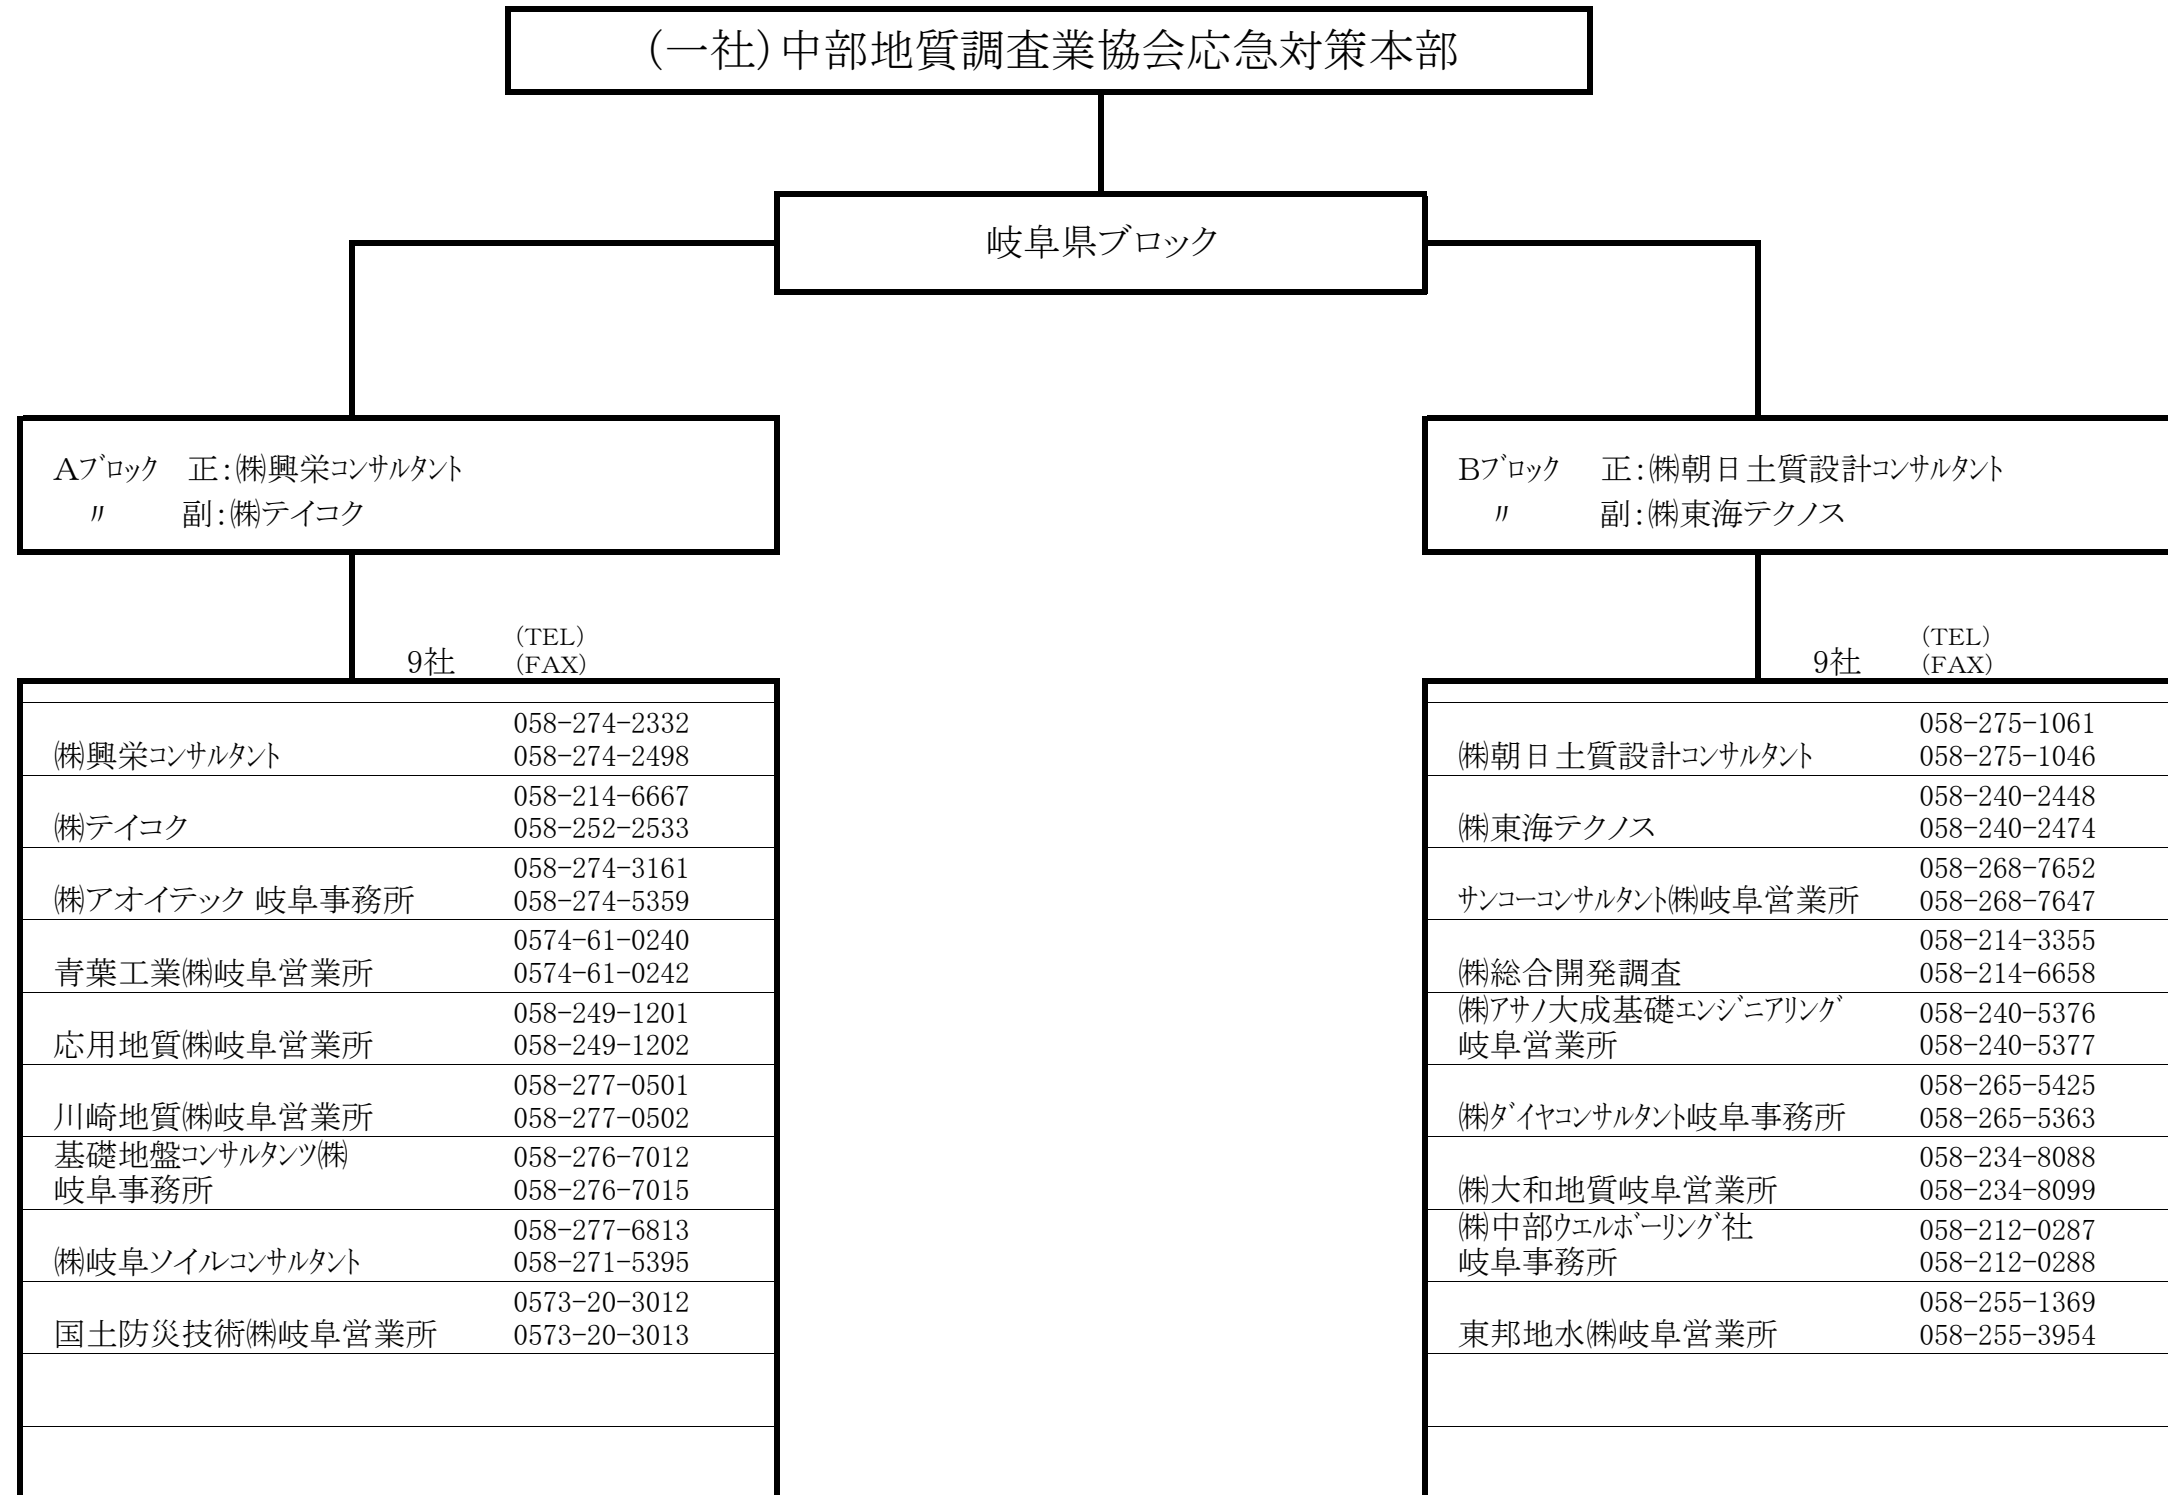 （一社）中部地質調査業協会応急対策本部
岐阜県ブロック
Aﾌﾞﾛｯｸ　正：㈱興栄ｺﾝｻﾙﾀﾝﾄ
〃　副：㈱テイコク
9社　（TEL）
（FAX）
058-274-2332
㈱興栄ｺﾝｻﾙﾀﾝﾄ　058-274-2498
058-214-6667
㈱テイコク　058-252-2533
058-274-3161
㈱アオイテック 岐阜事務所　058-274-5359
0574-61-0240
青葉工業㈱岐阜営業所　0574-61-0242
058-249-1201
応用地質㈱岐阜営業所　058-249-1202
058-277-0501
川崎地質㈱岐阜営業所　058-277-0502
基礎地盤ｺﾝｻﾙﾀﾝﾂ㈱　058-276-7012
岐阜事務所　058-276-7015
058-277-6813
㈱岐阜ソイルｺﾝｻﾙﾀﾝﾄ　058-271-5395
0573-20-3012
国土防災技術㈱岐阜営業所　0573-20-3013
Bﾌﾞﾛｯｸ　正：㈱朝日土質設計ｺﾝｻﾙﾀﾝﾄ
〃　副：㈱東海テクノス
9社　（TEL）
（FAX）
058-275-1061
㈱朝日土質設計ｺﾝｻﾙﾀﾝﾄ　058-275-1046
058-240-2448
㈱東海テクノス　058-240-2474
058-268-7652
ｻﾝｺｰｺﾝｻﾙﾀﾝﾄ㈱岐阜営業所　058-268-7647
058-214-3355
㈱総合開発調査　058-214-6658
㈱ｱｻﾉ大成基礎ｴﾝｼﾞﾆｱﾘﾝｸﾞ　058-240-5376
岐阜営業所　058-240-5377
058-265-5425
㈱ﾀﾞｲﾔｺﾝｻﾙﾀﾝﾄ岐阜事務所　058-265-5363
058-234-8088
㈱大和地質岐阜営業所　058-234-8099
㈱中部ｳｴﾙﾎﾞｰﾘﾝｸﾞ社　058-212-0287
岐阜事務所　058-212-0288
058-255-1369
東邦地水㈱岐阜営業所　058-255-3954